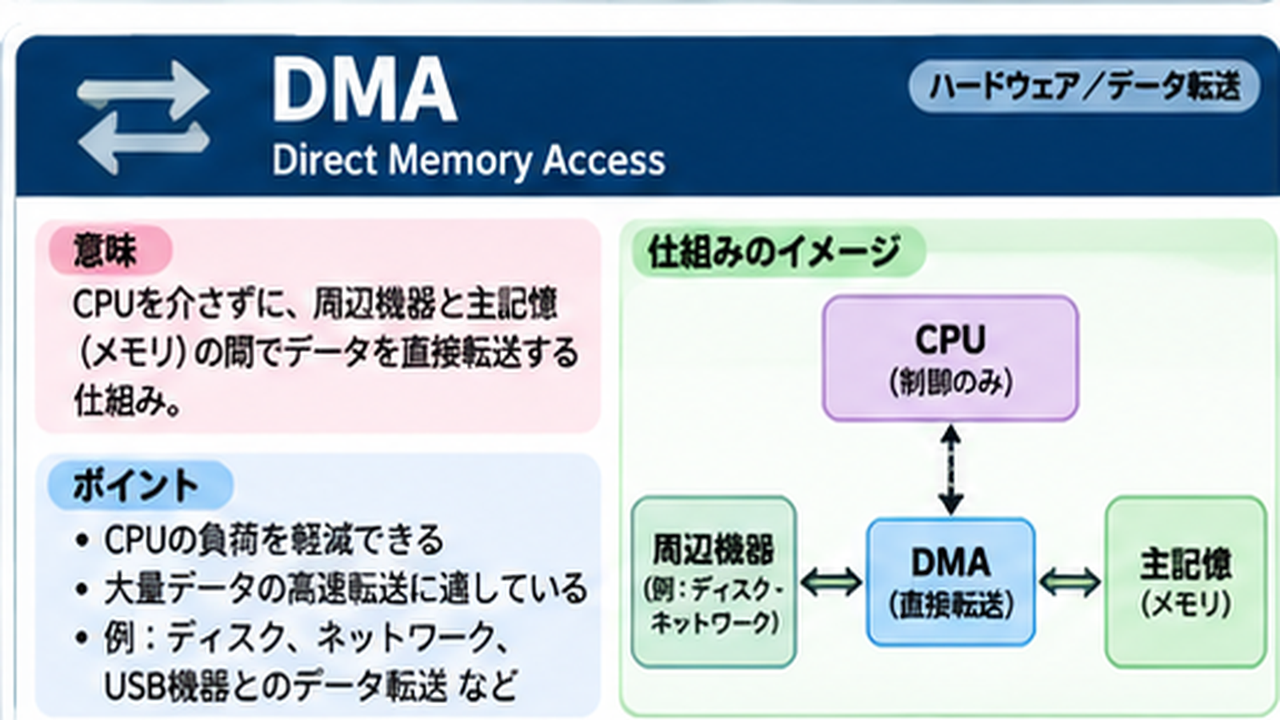 DMA
Direct Memory Access
ハードウェア／データ転送
意味
CPUを介さずに、周辺機器と主記憶
(メモリ)の間でデータを直接転送する
仕組み。
ポイント
• CPUの負荷を軽減できる
• 大量データの高速転送に適している
• 例：ディスク、ネットワーク、
USB機器とのデータ転送 など
仕組みのイメージ
CPU
(制御のみ)
周辺機器
(例：ディスク・
ネットワーク)
DMA
(直接転送)
主記憶
(メモリ)